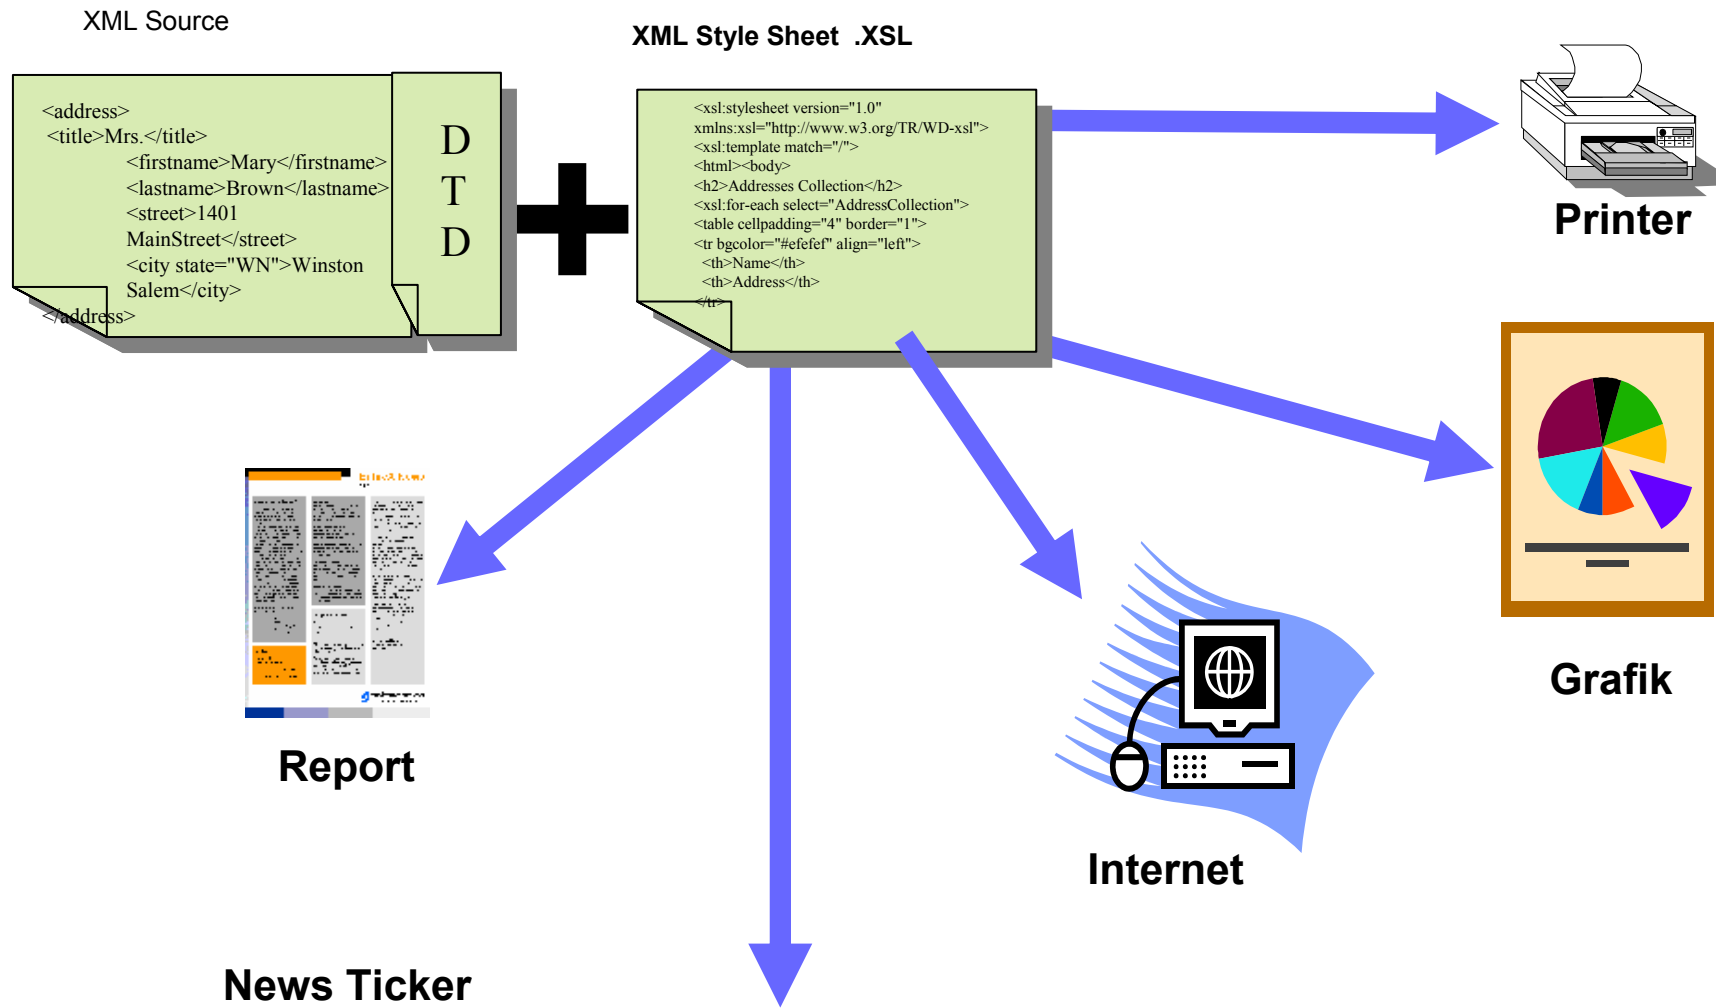 XML Source
XML Style Sheet .XSL
<address>
<title>Mrs.</title>
<firstname>Mary</firstname>
<lastname>Brown</lastname>
<street>1401
MainStreet</street>
<city state="WN">Winston
Salem</city>
</address>
D
T
D
<xsl:stylesheet version="1.0"
xmlns:xsl="http://www.w3.org/TR/WD-xsl">
<xsl:template match="/">
<html><body>
<h2>Addresses Collection</h2>
<xsl:for-each select="AddressCollection">
<table cellpadding="4" border="1">
<tr bgcolor="#efefef" align="left">
<th>Name</th>
<th>Address</th>
</tr>
Printer
Grafik
Report
Internet
News Ticker